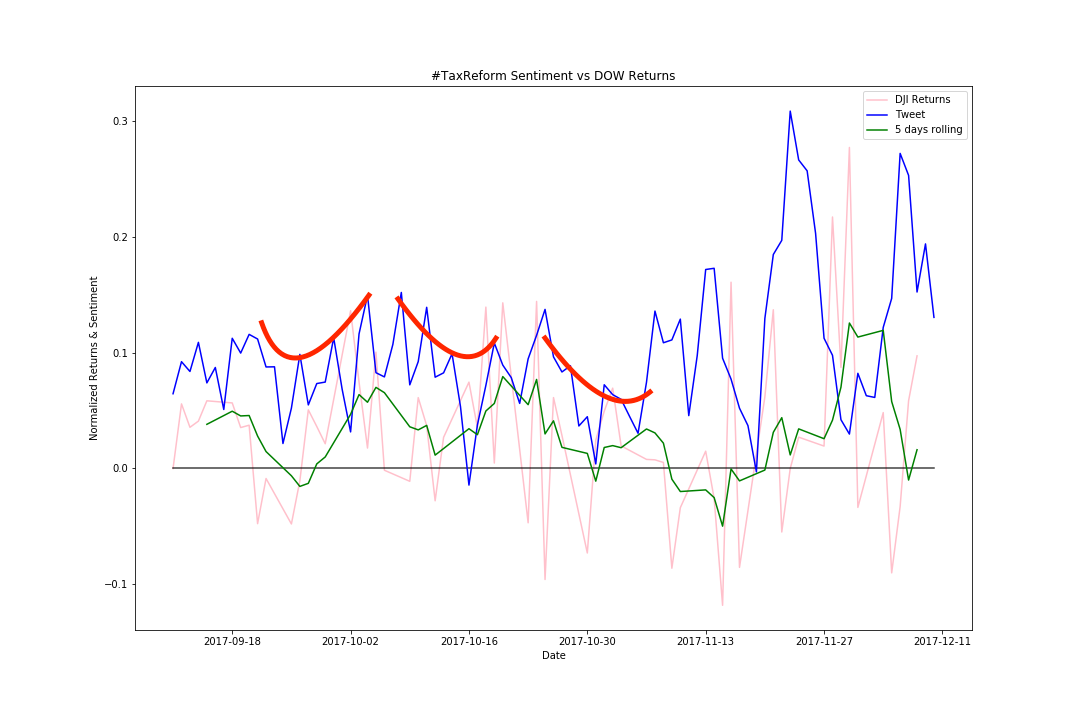 #TaxReform Sentiment vs DOW Returns
DJI Returns
Tweet
5 days rolling
0.3
0.2
0.1
0.0
−0.1
Normalized Returns & Sentiment
2017-09-18 2017-10-02 2017-10-16 2017-10-30 2017-11-13 2017-11-27 2017-12-11
Date